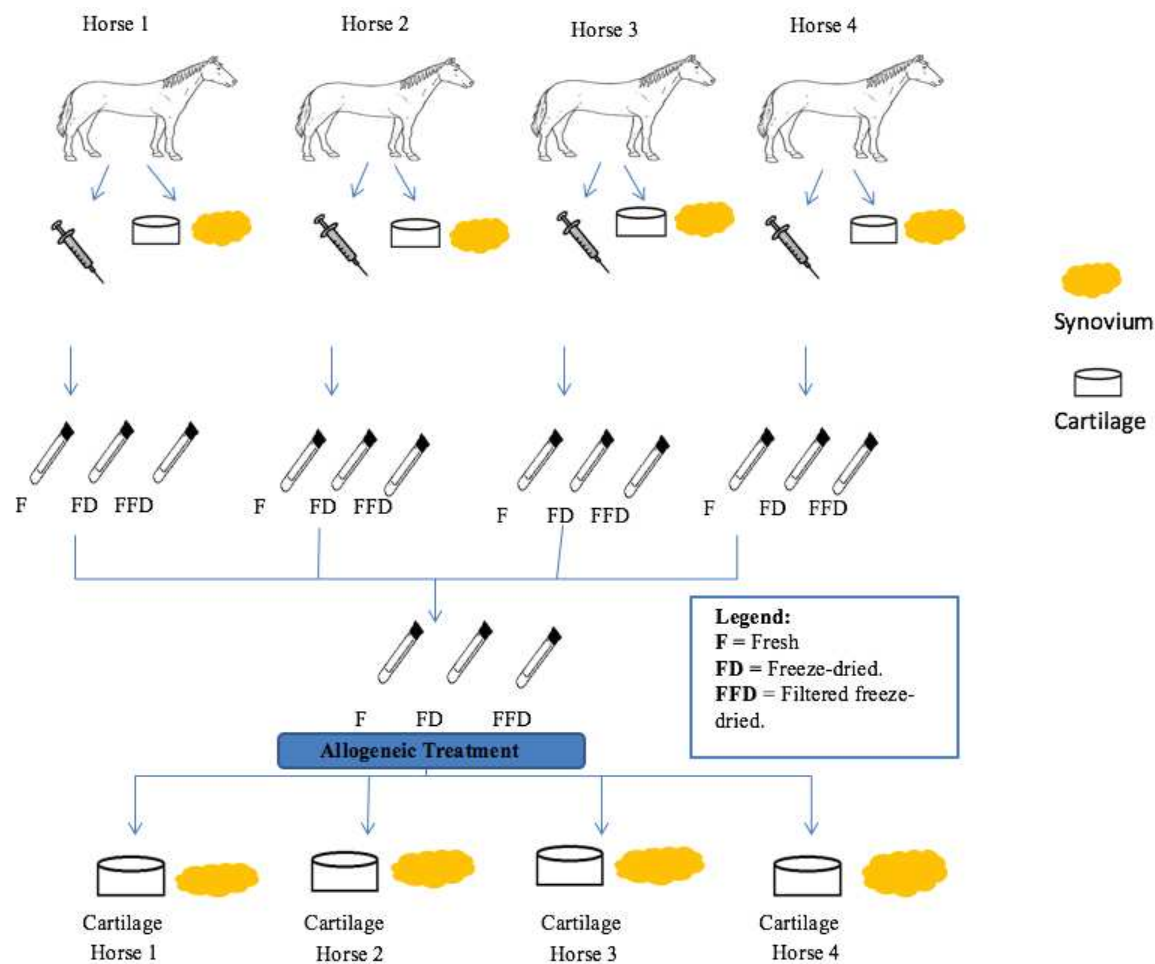 Horse 1
Horse 2
Horse 3
Horse 4
Synovium
Cartilage
F FD FFD
F FD FFD
F FD FFD
F FD FFD
Legend:
F = Fresh
FD = Freeze-dried.
FFD = Filtered freeze-
dried.
F FD FFD
Allogeneic Treatment
Cartilage
Horse 1
Cartilage
Horse 2
Cartilage
Horse 3
Cartilage
Horse 4